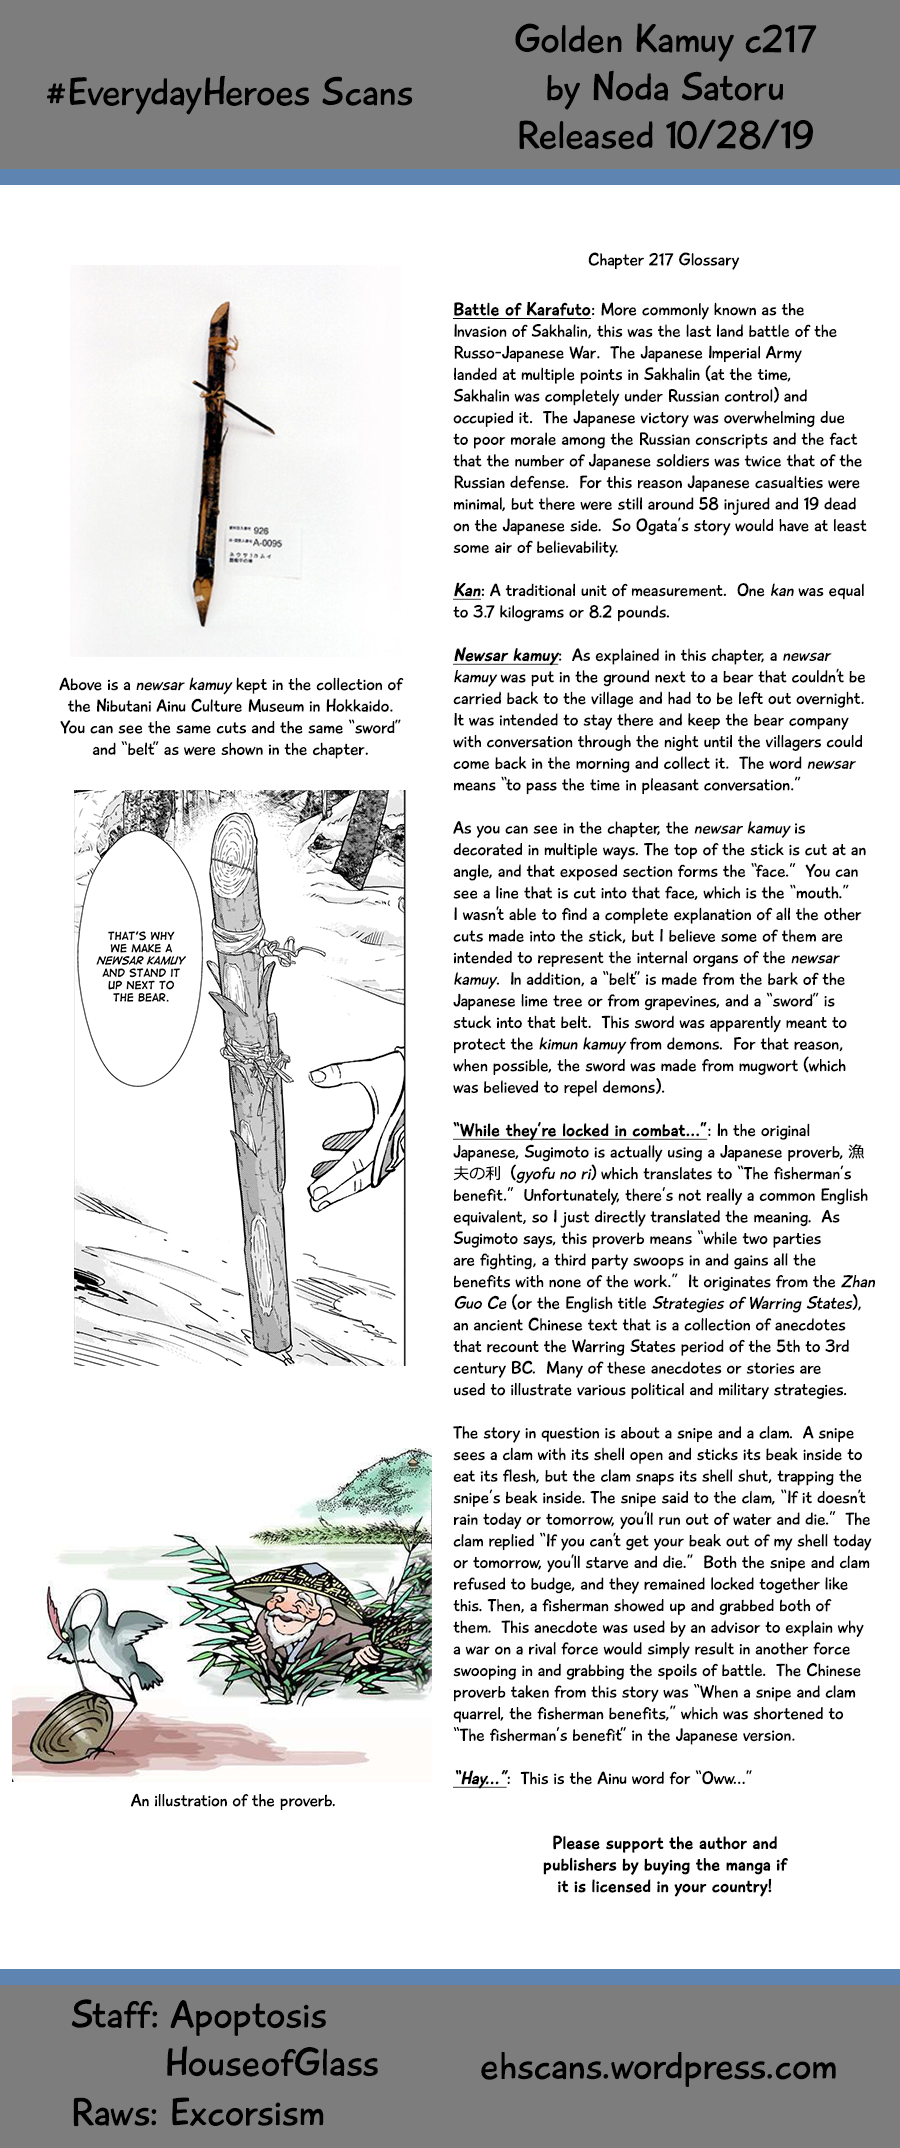 #EverydayHeroes Scans
Golden Kamuy c217
by Noda Satoru
Released 10/28/19
926
A-0095
ネウサㇻカムイ
Above is a newsar kamuy kept in the collection of
the Nibutani Ainu Culture Museum in Hokkaido.
You can see the same cuts and the same “sword”
and “belt” as were shown in the chapter.
THAT'S WHY
WE MAKE A
NEWSAR KAMUY
AND STAND IT
UP NEXT TO
THE BEAR.
An illustration of the proverb.
Chapter 217 Glossary
Battle of Karafuto: More commonly known as the
Invasion of Sakhalin, this was the last land battle of the
Russo-Japanese War.  The Japanese Imperial Army
landed at multiple points in Sakhalin (at the time,
Sakhalin was completely under Russian control) and
occupied it.  The Japanese victory was overwhelming due
to poor morale among the Russian conscripts and the fact
that the number of Japanese soldiers was twice that of the
Russian defense.  For this reason Japanese casualties were
minimal, but there were still around 58 injured and 19 dead
on the Japanese side.  So Ogata's story would have at least
some air of believability.
Kan: A traditional unit of measurement.  One kan was equal
to 3.7 kilograms or 8.2 pounds.
Newsar kamuy:  As explained in this chapter, a newsar
kamuy was put in the ground next to a bear that couldn't be
carried back to the village and had to be left out overnight.
It was intended to stay there and keep the bear company
with conversation through the night until the villagers could
come back in the morning and collect it.  The word newsar
means “to pass the time in pleasant conversation.”
As you can see in the chapter, the newsar kamuy is
decorated in multiple ways. The top of the stick is cut at an
angle, and that exposed section forms the “face.”  You can
see a line that is cut into that face, which is the “mouth.”
I wasn't able to find a complete explanation of all the other
cuts made into the stick, but I believe some of them are
intended to represent the internal organs of the newsar
kamuy.  In addition, a “belt” is made from the bark of the
Japanese lime tree or from grapevines, and a “sword” is
stuck into that belt.  This sword was apparently meant to
protect the kimun kamuy from demons.  For that reason,
when possible, the sword was made from mugwort (which
was believed to repel demons).
“While they're locked in combat...”: In the original
Japanese, Sugimoto is actually using a Japanese proverb, 漁
夫の利 (gyofu no ri) which translates to “The fisherman's
benefit.”  Unfortunately, there's not really a common English
equivalent, so I just directly translated the meaning.  As
Sugimoto says, this proverb means “while two parties
are fighting, a third party swoops in and gains all the
benefits with none of the work.”  It originates from the Zhan
Guo Ce (or the English title Strategies of Warring States),
an ancient Chinese text that is a collection of anecdotes
that recount the Warring States period of the 5th to 3rd
century BC.  Many of these anecdotes or stories are
used to illustrate various political and military strategies.
The story in question is about a snipe and a clam.  A snipe
sees a clam with its shell open and sticks its beak inside to
eat its flesh, but the clam snaps its shell shut, trapping the
snipe's beak inside. The snipe said to the clam, “If it doesn't
rain today or tomorrow, you'll run out of water and die.”  The
clam replied “If you can't get your beak out of my shell today
or tomorrow, you'll starve and die.”  Both the snipe and clam
refused to budge, and they remained locked together like
this. Then, a fisherman showed up and grabbed both of
them.  This anecdote was used by an advisor to explain why
a war on a rival force would simply result in another force
swooping in and grabbing the spoils of battle.  The Chinese
proverb taken from this story was “When a snipe and clam
quarrel, the fisherman benefits,” which was shortened to
“The fisherman's benefit” in the Japanese version.
“Hay...”:  This is the Ainu word for “Oww...”
Please support the author and
publishers by buying the manga if
it is licensed in your country!
Staff: Apoptosis
HouseofGlass
Raws: Excorsism
ehscans.wordpress.com